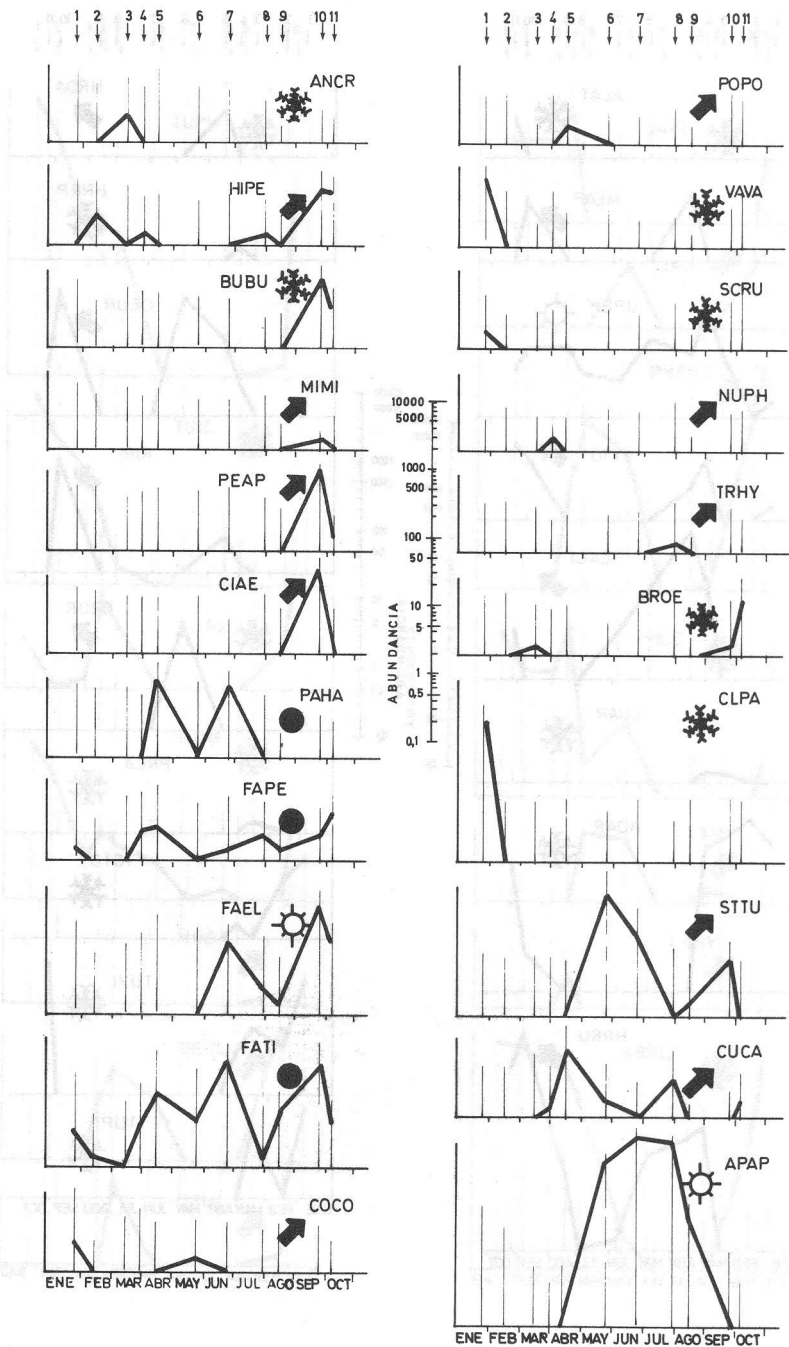 1 2 3 4 5 6 7 8 9 10 11
ANCR
HIPE
BUBU
MIMI
PEAP
CIAE
PAHA
FAPE
FAEL
FATI
COCO
ENE FEB MAR ABR MAY JUN JUL AGO SEP OCT
ABUNDANCIA
10000
5000
1000
500
100
50
10
5
1
0,5
0,1
1 2 3 4 5 6 7 8 9 10 11
POPO
VAVA
SCRU
NUPH
TRHY
BROE
CLPA
STTU
CUCA
APAP
ENE FEB MAR ABR MAY JUN JUL AGO SEP OCT